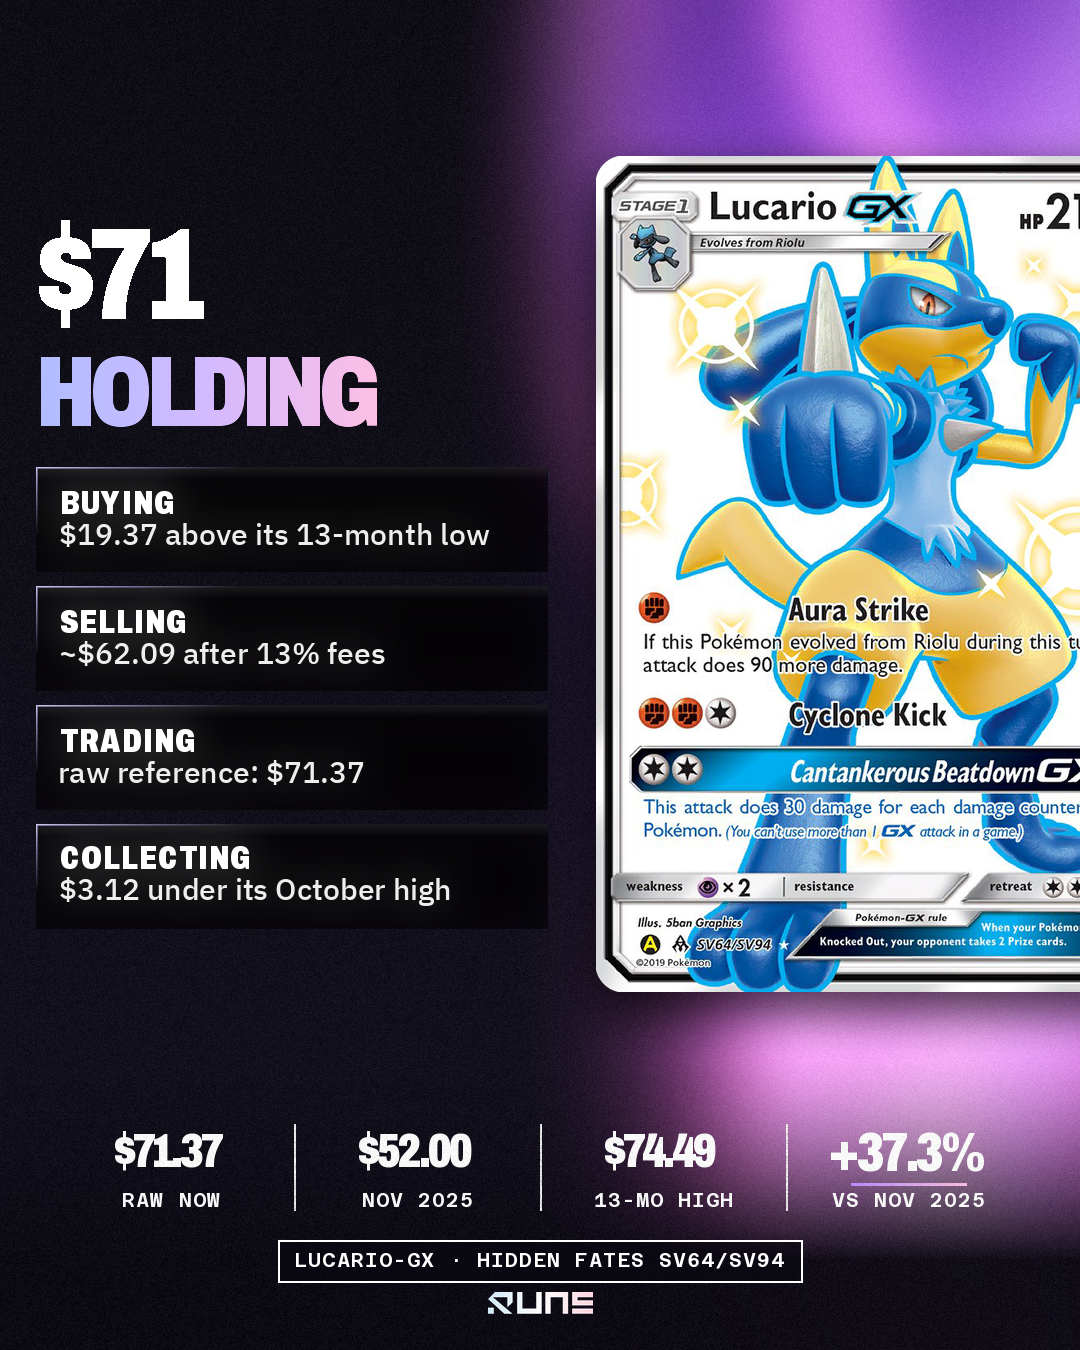 $71
HOLDING
BUYING
$19.37 above its 13-month low
SELLING
~$62.09 after 13% fees
TRADING
raw reference: $71.37
COLLECTING
$3.12 under its October high
STAGE1 Lucario GX HP21
Evolves from Riolu
Aura Strike
If this Pokémon evolved from Riolu during this tu
attack does 90 more damage.
Cyclone Kick
Cantankerous Beatdown GX
This attack does 30 damage for each damage counter
Pokémon. (You can't use more than 1 GX attack in a game.)
weakness ×2 resistance retreat
Illus. 5ban Graphics
Pokémon-GX rule
When your Pokémo
A SV64/SV94
Knocked Out, your opponent takes 2 Prize cards.
©2019 Pokémon
$71.37 $52.00 $74.49 +37.3%
RAW NOW NOV 2025 13-MO HIGH VS NOV 2025
LUCARIO-GX · HIDDEN FATES SV64/SV94
RUNE